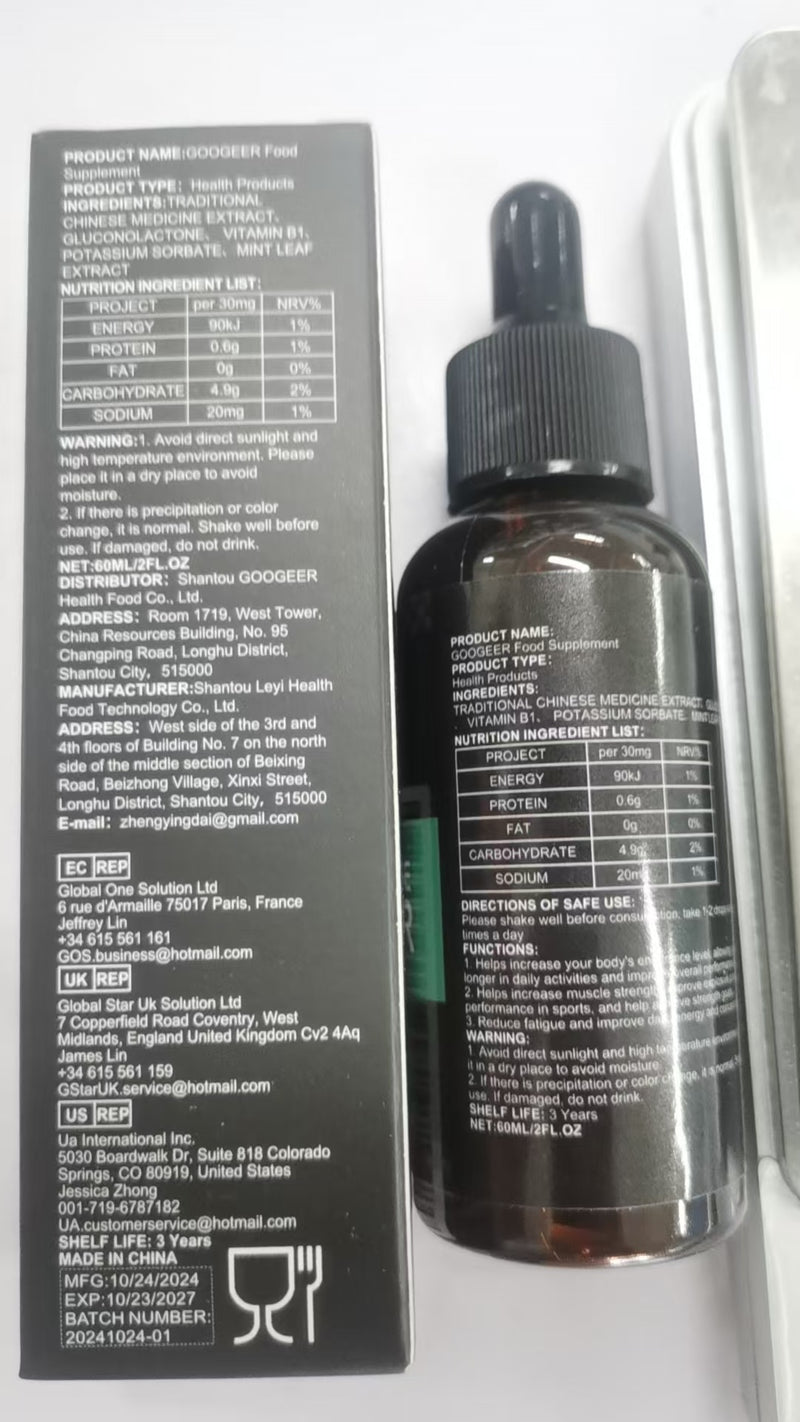 PRODUCT NAME:GOOGEER Food
Supplement
PRODUCT TYPE： Health Products
INGREDIENTS:TRADITIONAL
CHINESE MEDICINE EXTRACT、
GLUCONOLACTONE、 VITAMIN B1、
POTASSIUM SORBATE、MINT LEAF
EXTRACT
NUTRITION INGREDIENT LIST：
PROJECT per 30mg NRV%
ENERGY 90kJ 1%
PROTEIN 0.6g 1%
FAT 0g 0%
CARBOHYDRATE 4.9g 2%
SODIUM 20mg 1%
WARNING:1. Avoid direct sunlight and
high temperature environment. Please
place it in a dry place to avoid
moisture.
2. If there is precipitation or color
change, it is normal. Shake well before
use. If damaged, do not drink.
NET:60ML/2FL.OZ
DISTRIBUTOR： Shantou GOOGEER
Health Food Co., Ltd.
ADDRESS： Room 1719, West Tower,
China Resources Building, No. 95
Changping Road, Longhu District,
Shantou City，515000
MANUFACTURER:Shantou Leyi Health
Food Technology Co., Ltd.
ADDRESS： West side of the 3rd and
4th floors of Building No. 7 on the north
side of the middle section of Beixing
Road, Beizhong Village, Xinxi Street,
Longhu District, Shantou City，515000
E-mail： zhengyingdai@gmail.com
EC REP
Global One Solution Ltd
6 rue d'Armaille 75017 Paris, France
Jeffrey Lin
+34 615 561 161
GOS.business@hotmail.com
UK REP
Global Star Uk Solution Ltd
7 Copperfield Road Coventry, West
Midlands, England United Kingdom Cv2 4Aq
James Lin
+34 615 561 159
GStarUK.service@hotmail.com
US REP
Ua International Inc.
5030 Boardwalk Dr, Suite 818 Colorado
Springs, CO 80919, United States
Jessica Zhong
001-719-6787182
UA.customerservice@hotmail.com
SHELF LIFE: 3 Years
MADE IN CHINA
MFG:10/24/2024
EXP:10/23/2027
BATCH NUMBER:
20241024-01
PRODUCT NAME:
GOOGEER Food Supplement
PRODUCT TYPE：
Health Products
INGREDIENTS:
TRADITIONAL CHINESE MEDICINE EXTRACT、
VITAMIN B1、 POTASSIUM SORBATE、MINT
NUTRITION INGREDIENT LIST：
PROJECT per 30mg NRV%
ENERGY 90kJ 1%
PROTEIN 0.6g 1%
FAT 0g 0%
CARBOHYDRATE 4.9g 2%
SODIUM 20mg 1%
DIRECTIONS OF SAFE USE:
Please shake well before consumption, take 1-2
times a day
FUNCTIONS:
1. Helps increase your body's
longer in daily activities and
2. Helps increase muscle strength
performance in sports, and help
3. Reduce fatigue and improve
WARNING:
1. Avoid direct sunlight and high temperature
it in a dry place to avoid moisture.
2. If there is precipitation or color change, it is normal.
use. If damaged, do not drink.
SHELF LIFE: 3 Years
NET:60ML/2FL.OZ